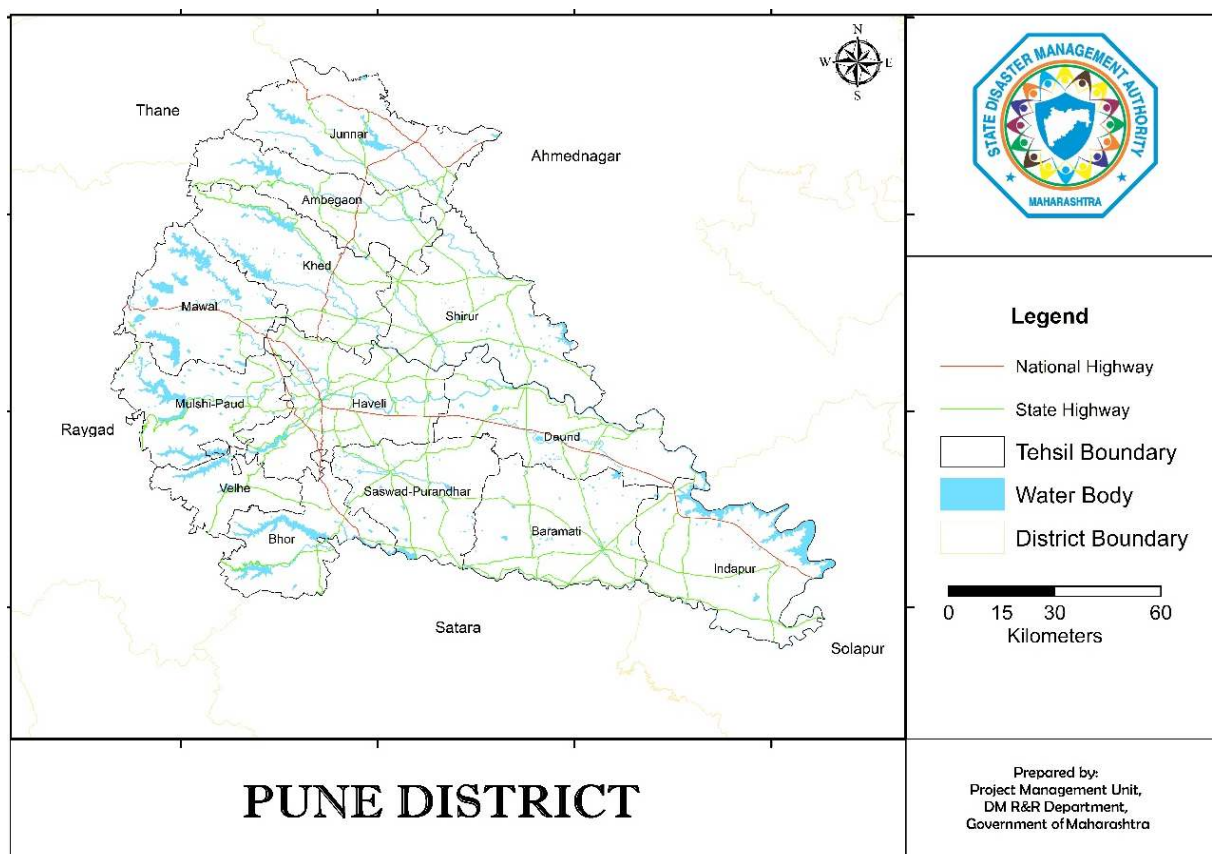 N
W E
S
Thane
Junnar
Ahmednagar
Ambegaon
Khed
Mawal
Shirur
Mulshi-Paud
Haveli
Raygad
Daund
Velhe
Saswad-Purandhar
Baramati
Bhor
Indapur
Satara
Solapur
STATE DISASTER MANAGEMENT AUTHORITY
MAHARASHTRA
Legend
National Highway
State Highway
Tehsil Boundary
Water Body
District Boundary
0 15 30 60
Kilometers
PUNE DISTRICT
Prepared by:
Project Management Unit,
DM R&R Department,
Government of Maharashtra